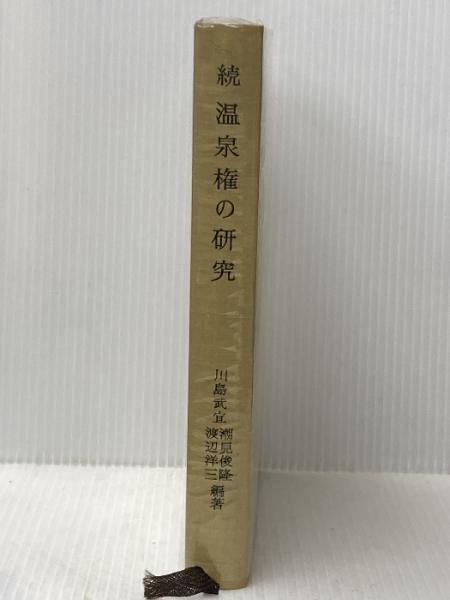 続 温泉権の研究
川島武宜
潮見俊隆
渡辺洋三
編著